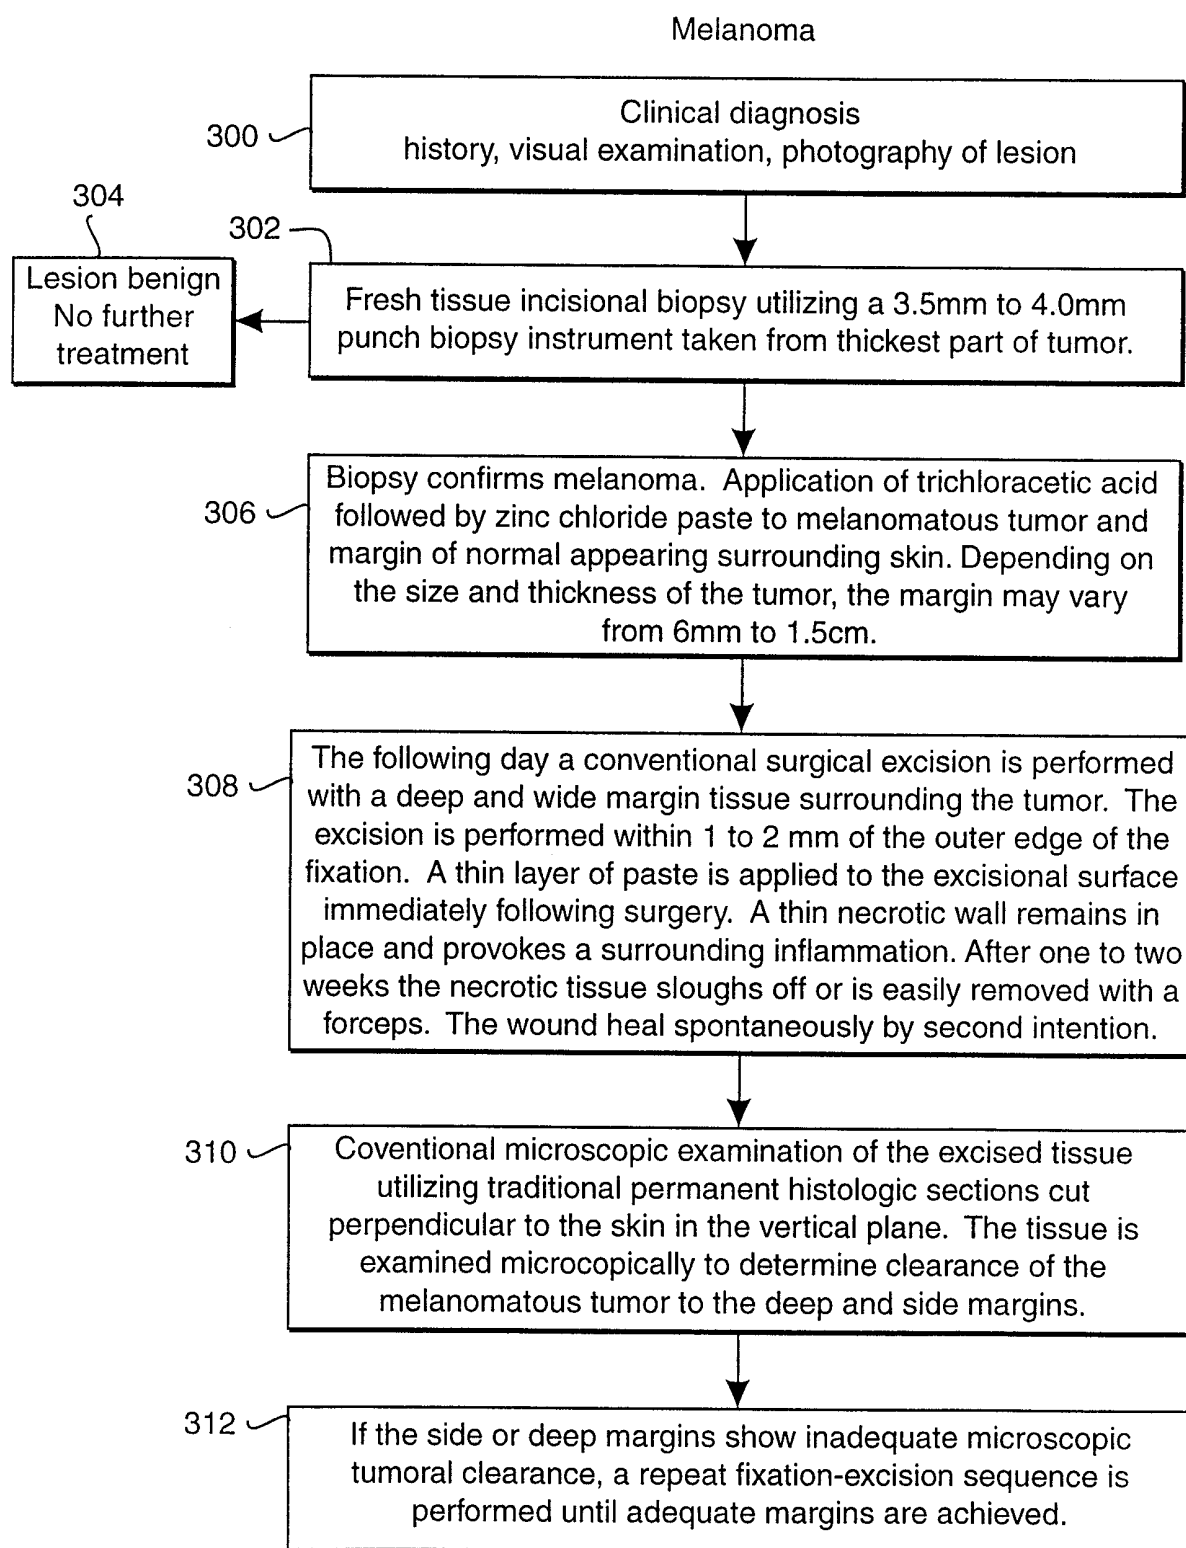 Melanoma
300
Clinical diagnosis
history, visual examination, photography of lesion
304
302
Lesion benign
No further
treatment
Fresh tissue incisional biopsy utilizing a 3.5mm to 4.0mm
punch biopsy instrument taken from thickest part of tumor.
306
Biopsy confirms melanoma. Application of trichloracetic acid
followed by zinc chloride paste to melanomatous tumor and
margin of normal appearing surrounding skin. Depending on
the size and thickness of the tumor, the margin may vary
from 6mm to 1.5cm.
308
The following day a conventional surgical excision is performed
with a deep and wide margin tissue surrounding the tumor. The
excision is performed within 1 to 2 mm of the outer edge of the
fixation. A thin layer of paste is applied to the excisional surface
immediately following surgery. A thin necrotic wall remains in
place and provokes a surrounding inflammation. After one to two
weeks the necrotic tissue sloughs off or is easily removed with a
forceps. The wound heal spontaneously by second intention.
310
Coventional microscopic examination of the excised tissue
utilizing traditional permanent histologic sections cut
perpendicular to the skin in the vertical plane. The tissue is
examined microcopically to determine clearance of the
melanomatous tumor to the deep and side margins.
312
If the side or deep margins show inadequate microscopic
tumoral clearance, a repeat fixation-excision sequence is
performed until adequate margins are achieved.